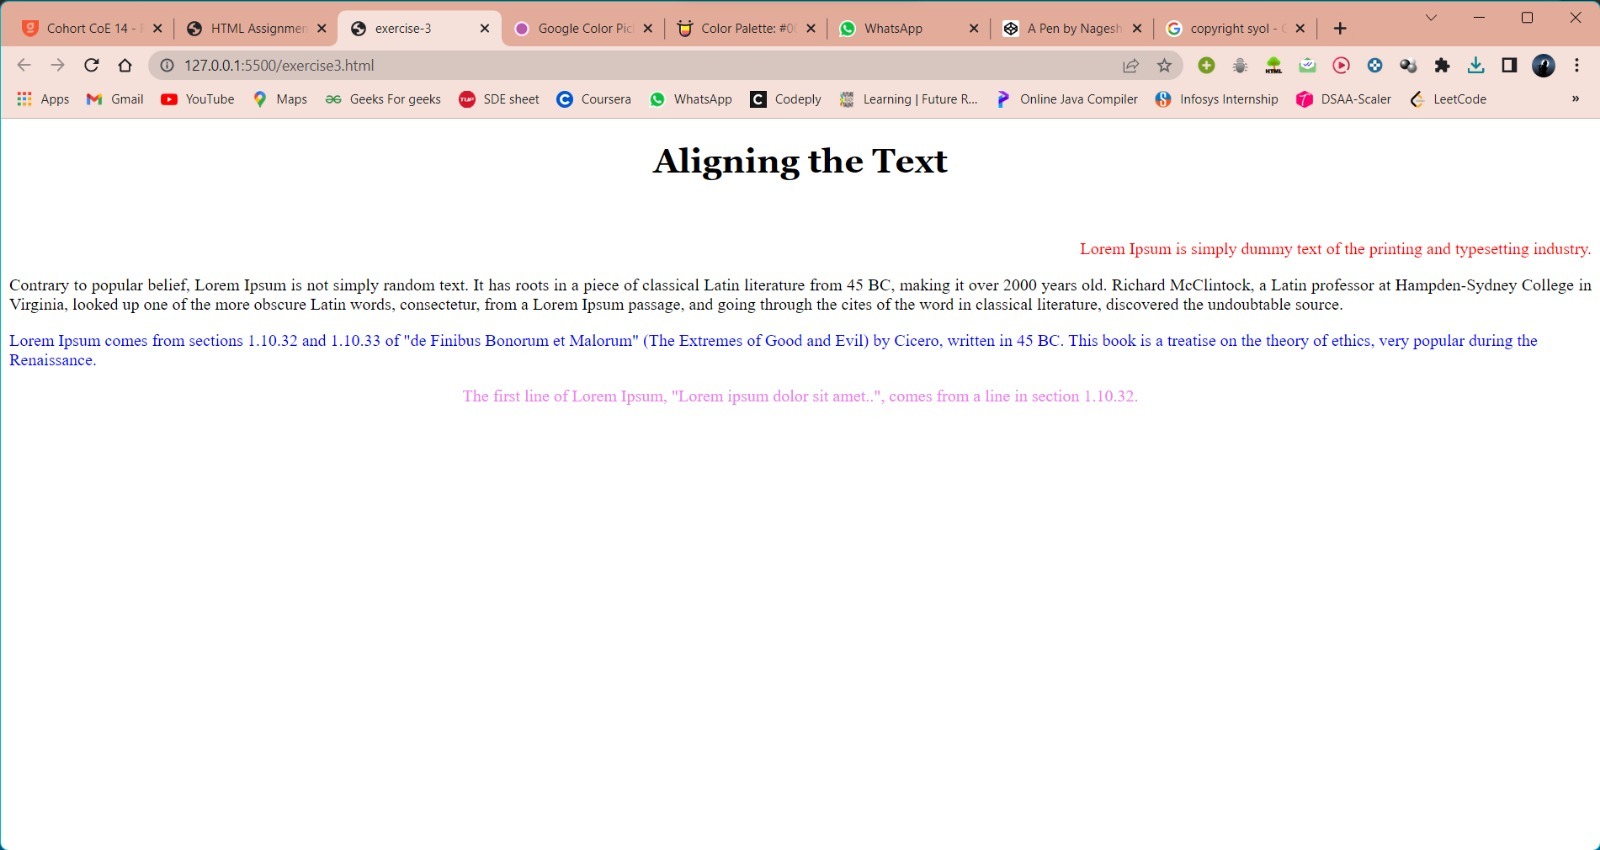 Cohort CoE 14 -
HTML Assignmen
exercise-3
Google Color Pic
Color Palette: #0
WhatsApp
A Pen by Nagesh
copyright syol -
127.0.0.1:5500/exercise3.html
Apps
Gmail
YouTube
Maps
Geeks For geeks
SDE sheet
Coursera
WhatsApp
Codeply
Learning | Future R...
Online Java Compiler
Infosys Internship
DSAA-Scaler
LeetCode
»
Aligning the Text
Lorem Ipsum is simply dummy text of the printing and typesetting industry.
Contrary to popular belief, Lorem Ipsum is not simply random text. It has roots in a piece of classical Latin literature from 45 BC, making it over 2000 years old. Richard McClintock, a Latin professor at Hampden-Sydney College in
Virginia, looked up one of the more obscure Latin words, consectetur, from a Lorem Ipsum passage, and going through the cites of the word in classical literature, discovered the undoubtable source.
Lorem Ipsum comes from sections 1.10.32 and 1.10.33 of "de Finibus Bonorum et Malorum" (The Extremes of Good and Evil) by Cicero, written in 45 BC. This book is a treatise on the theory of ethics, very popular during the
Renaissance.
The first line of Lorem Ipsum, "Lorem ipsum dolor sit amet..", comes from a line in section 1.10.32.